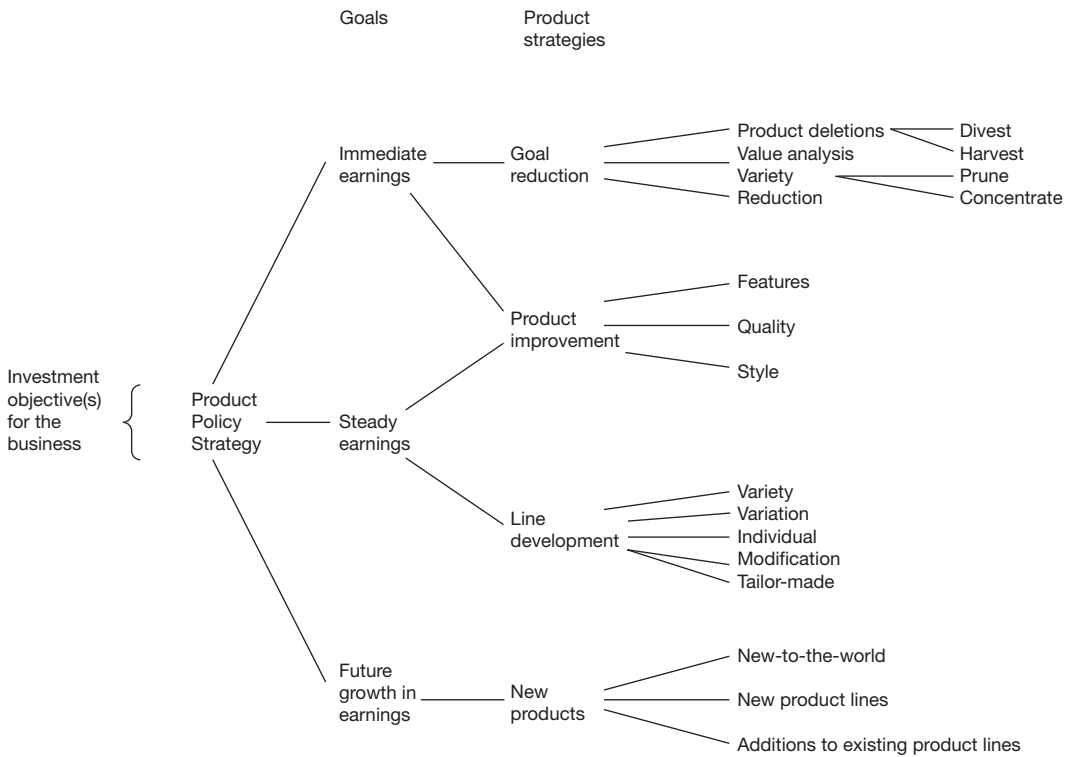 Goals
Product
strategies
Immediate
earnings
Goal
reduction
Product deletions
Value analysis
Variety
Reduction
Divest
Harvest
Prune
Concentrate
Product
improvement
Features
Quality
Style
Investment
objective(s)
for the
business
Product
Policy
Strategy
Steady
earnings
Line
development
Variety
Variation
Individual
Modification
Tailor-made
Future
growth in
earnings
New
products
New-to-the-world
New product lines
Additions to existing product lines